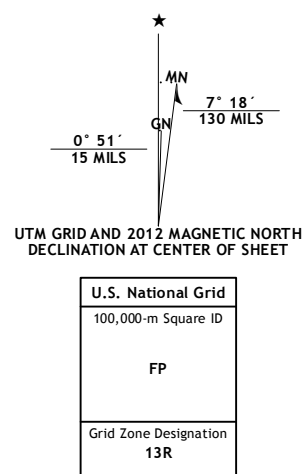 ★
MN
7° 18´
130 MILS
GN
0° 51´
15 MILS
UTM GRID AND 2012 MAGNETIC NORTH
DECLINATION AT CENTER OF SHEET
U.S. National Grid
100,000-m Square ID
FP
Grid Zone Designation
13R